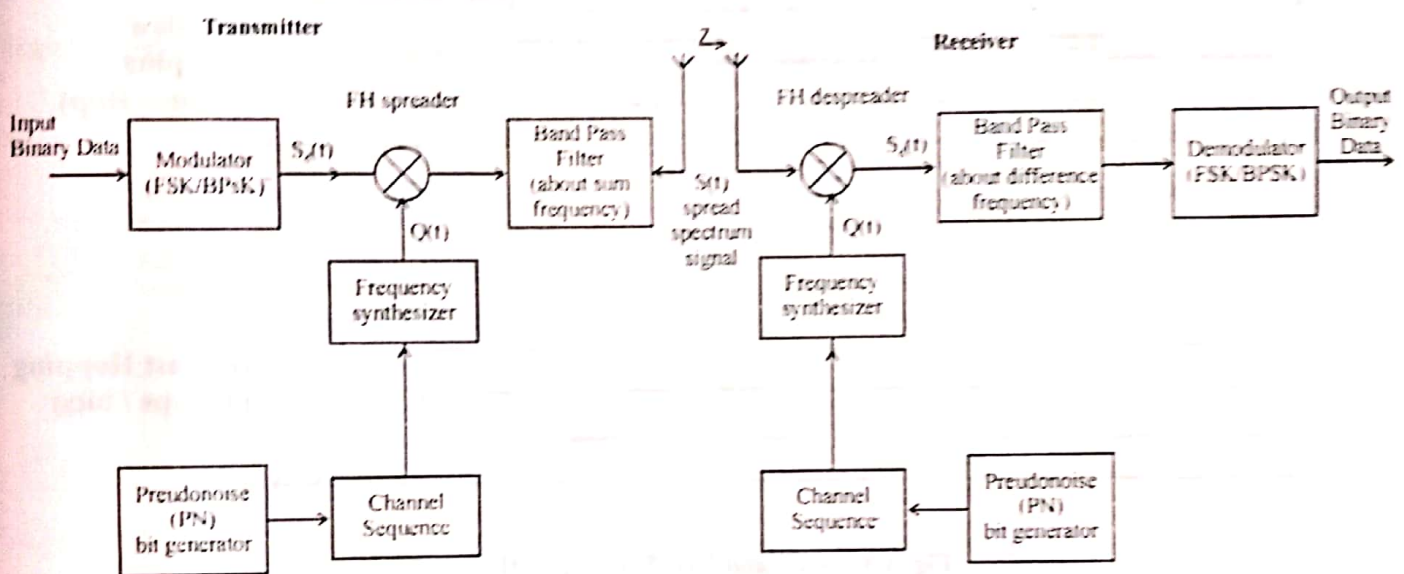 Transmitter
Receiver
FH spreader
FH despreader
Input
Binary Data
Modulator
(FSK/BPsK)
Sd(t)
Band Pass
Filter
(about sum
frequency)
S(t)
spread
spectrum
signal
Sd(t)
Band Pass
Filter
(about difference
frequency)
Demodulator
(FSK/BPSK)
Output
Binary
Data
Q(t)
Frequency
synthesizer
Q(t)
Frequency
synthesizer
Preudonoise
(PN)
bit generator
Channel
Sequence
Channel
Sequence
Preudonoise
(PN)
bit generator